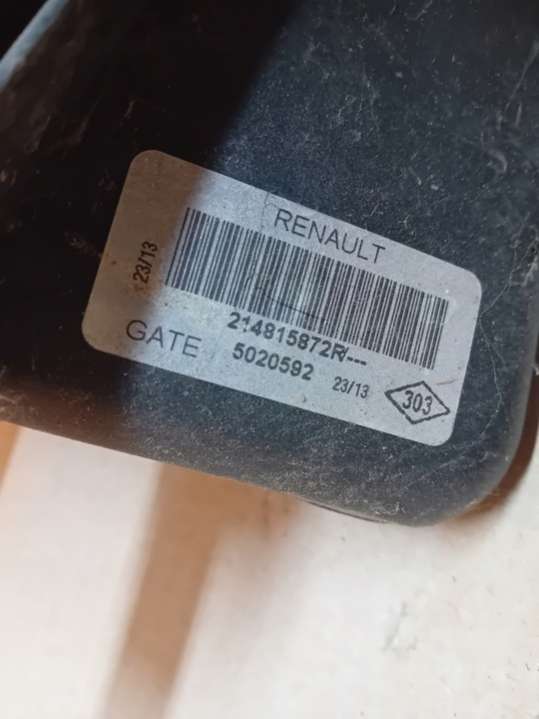 RENAULT
23/13
214815872R/---
GATE
5020592
23/13
303